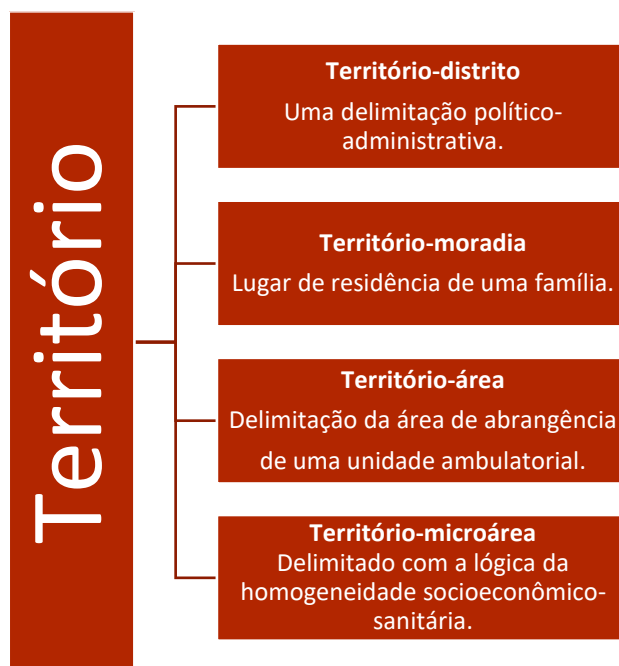 Território
Território-distrito
Uma delimitação político-
administrativa.
Território-moradia
Lugar de residência de uma família.
Território-área
Delimitação da área de abrangência
de uma unidade ambulatorial.
Território-microárea
Delimitado com a lógica da
homogeneidade socioeconômico-
sanitária.